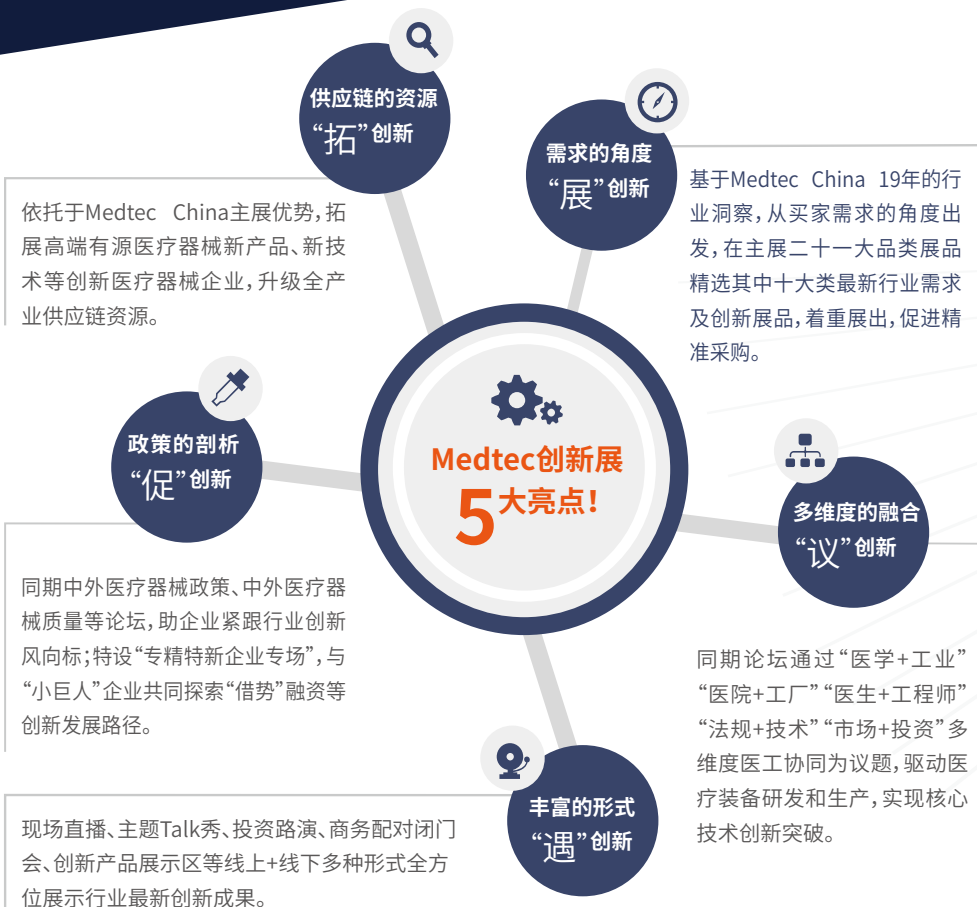 供应链的资源
“拓”创新
依托于Medtec China主展优势，拓
展高端有源医疗器械新产品、新技
术等创新医疗器械企业，升级全产
业供应链资源。
需求的角度
“展”创新
基于Medtec China 19年的行
业洞察，从买家需求的角度出
发，在主展二十一大品类展品
精选其中十大类最新行业需求
及创新展品，着重展出，促进精
准采购。
Medtec创新展
5大亮点！
政策的剖析
“促”创新
同期中外医疗器械政策、中外医疗器
械质量等论坛，助企业紧跟行业创新
风向标；特设“专精特新企业专场”，与
“小巨人”企业共同探索“借势”融资等
创新发展路径。
多维度的融合
“议”创新
同期论坛通过“医学+工业”
“医院+工厂”“医生+工程师”
“法规+技术”“市场+投资”多
维度医工协同为议题，驱动医
疗装备研发和生产，实现核心
技术创新突破。
丰富的形式
“遇”创新
现场直播、主题Talk秀、投资路演、商务配对闭门
会、创新产品展示区等线上+线下多种形式全方
位展示行业最新创新成果。